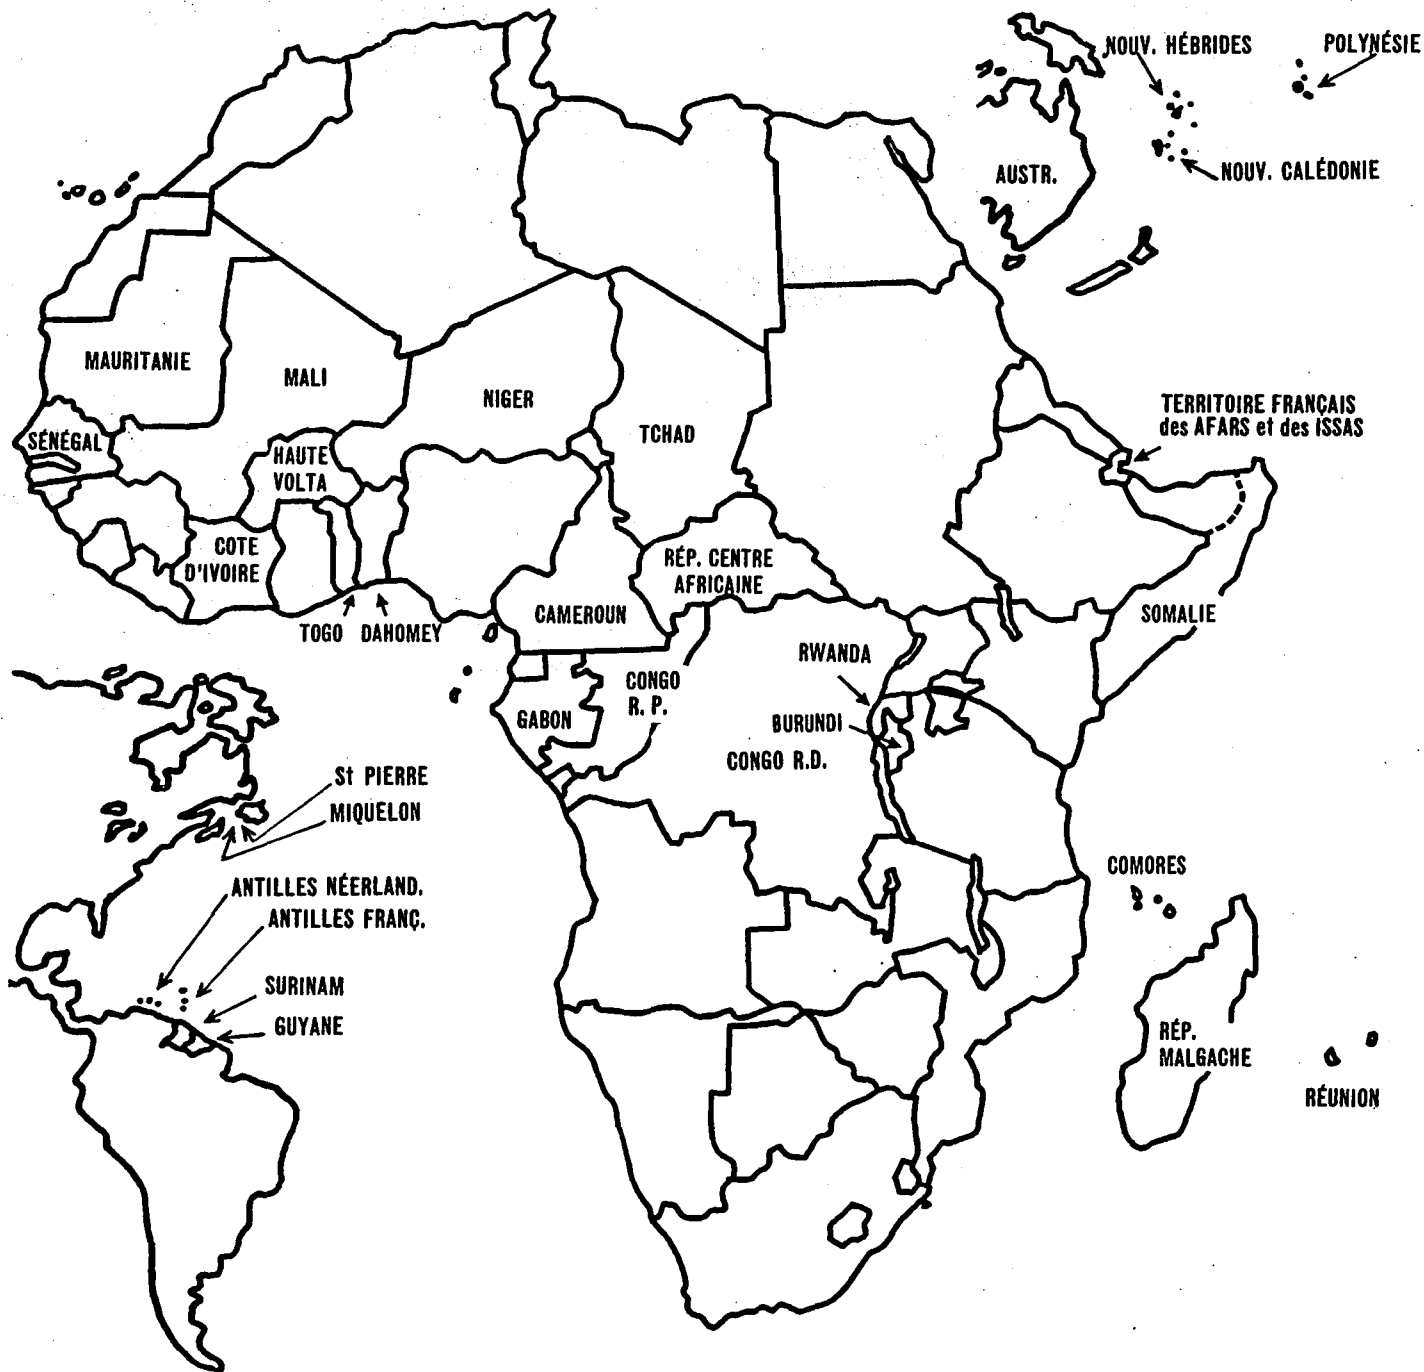 NOUV. HÉBRIDES
POLYNÉSIE
AUSTR.
NOUV. CALÉDONIE
MAURITANIE
MALI
NIGER
TCHAD
TERRITOIRE FRANÇAIS
des AFARS et des ISSAS
SÉNÉGAL
HAUTE
VOLTA
COTE
D'IVOIRE
RÉP. CENTRE
AFRICAINE
CAMEROUN
SOMALIE
TOGO
DAHOMEY
RWANDA
CONGO
R. P.
GABON
BURUNDI
CONGO R.D.
St PIERRE
MIQUELON
COMORES
ANTILLES NÉERLAND.
ANTILLES FRANÇ.
SURINAM
GUYANE
RÉP.
MALGACHE
RÉUNION